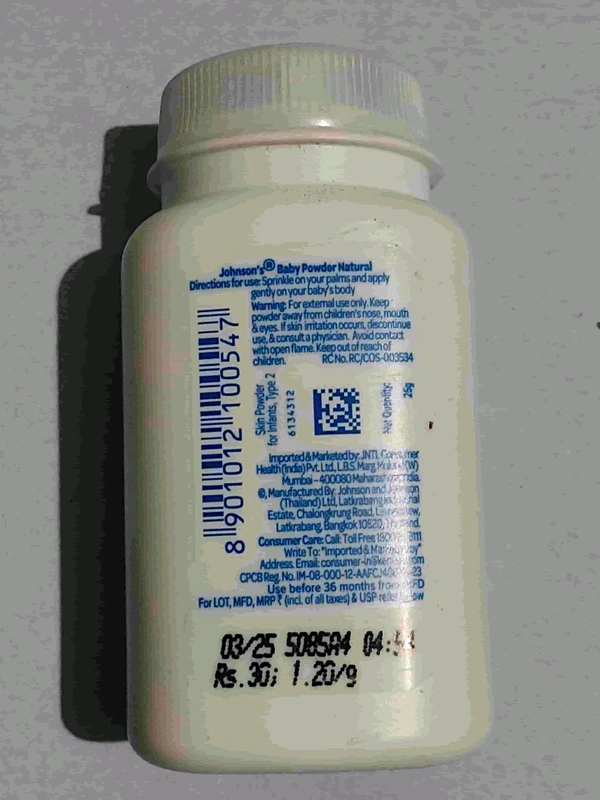 Johnson's® Baby Powder Natural
Directions for use: Sprinkle on your palms and apply
gently on your baby's body
Warning: For external use only. Keep
powder away from children's nose, mouth
& eyes. If skin irritation occurs, discontinue
use, & consult a physician. Avoid contact
with open flame. Keep out of reach of
children. RC No. RC/COS-003534
8 901012 100547
Skin Powder
for Infants, Type 2
6134312
Net Quantity:
Imported & Marketed by: JNTL Consumer
Health (India) Pvt. Ltd., L.B.S. Marg, (W)
Mumbai - 400080 Maharashtra, India.
Manufactured By: Johnson and Johnson
(Thailand) Ltd, Latkrabang
Estate, Chalongkrung Road,
Latkrabang, Bangkok 10520, Thailand.
Consumer Care: Call: Toll Free
Write To: "Imported & Marketed by"
Address. Email:
CPCB Reg. No.
Use before 36 months from MFD
For LOT, MFD, MRP ₹ (incl. of all taxes) & USP refer below
03/25 5085A4
Rs.30; 1.20/g